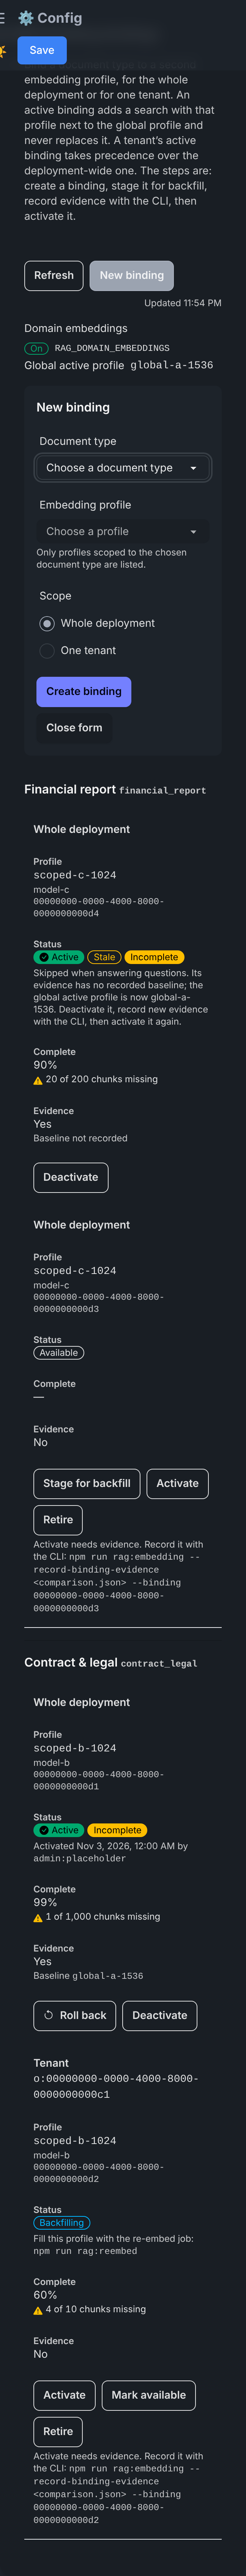 Config
Save
embedding profile, for the whole
deployment or for one tenant. An
active binding adds a search with that
profile next to the global profile and
never replaces it. A tenant's active
binding takes precedence over the
deployment-wide one. The steps are:
create a binding, stage it for backfill,
record evidence with the CLI, then
activate it.
Refresh
New binding
Updated 11:54 PM
Domain embeddings
On RAG_DOMAIN_EMBEDDINGS
Global active profile global-a-1536
New binding
Document type
Choose a document type
Embedding profile
Choose a profile
Only profiles scoped to the chosen
document type are listed.
Scope
Whole deployment
One tenant
Create binding
Close form
Financial report financial_report
Whole deployment
Profile
scoped-c-1024
model-c
00000000-0000-4000-8000-
0000000000d4
Status
Active Stale Incomplete
Skipped when answering questions. Its
evidence has no recorded baseline; the
global active profile is now global-a-
1536. Deactivate it, record new evidence
with the CLI, then activate it again.
Complete
90%
20 of 200 chunks missing
Evidence
Yes
Baseline not recorded
Deactivate
Whole deployment
Profile
scoped-c-1024
model-c
00000000-0000-4000-8000-
0000000000d3
Status
Available
Complete
—
Evidence
No
Stage for backfill Activate
Retire
Activate needs evidence. Record it with
the CLI: npm run rag:embedding --
record-binding-evidence
<comparison.json> --binding
00000000-0000-4000-8000-
0000000000d3
Contract & legal contract_legal
Whole deployment
Profile
scoped-b-1024
model-b
00000000-0000-4000-8000-
0000000000d1
Status
Active Incomplete
Activated Nov 3, 2026, 12:00 AM by
admin:placeholder
Complete
99%
1 of 1,000 chunks missing
Evidence
Yes
Baseline global-a-1536
Roll back Deactivate
Tenant
o:00000000-0000-4000-8000-
0000000000c1
Profile
scoped-b-1024
model-b
00000000-0000-4000-8000-
0000000000d2
Status
Backfilling
Fill this profile with the re-embed job:
npm run rag:reembed
Complete
60%
4 of 10 chunks missing
Evidence
No
Activate Mark available
Retire
Activate needs evidence. Record it with
the CLI: npm run rag:embedding --
record-binding-evidence
<comparison.json> --binding
00000000-0000-4000-8000-
0000000000d2